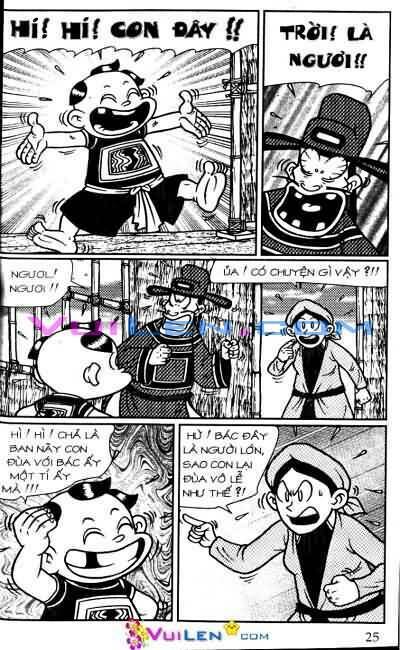 HÍ! HÍ! CON ĐÂY !!
TRỜI! LÀ
NGƯƠI!!
NGƯƠI!
NGƯƠI !
ỦA ! CÓ CHUYỆN GÌ VẬY ?!!
VUILEN.COM
HÌ ! HÌ ! CHẢ LÀ
BAN NÃY CON
ĐÙA VỚI BÁC ẤY
MỘT TÍ ẤY
MÀ !!!
HỪ ! BÁC ĐÂY
LÀ NGƯỜI LỚN,
SAO CON LẠI
ĐÙA VÔ LỄ
NHƯ THẾ ?!
25
VUILEN.COM